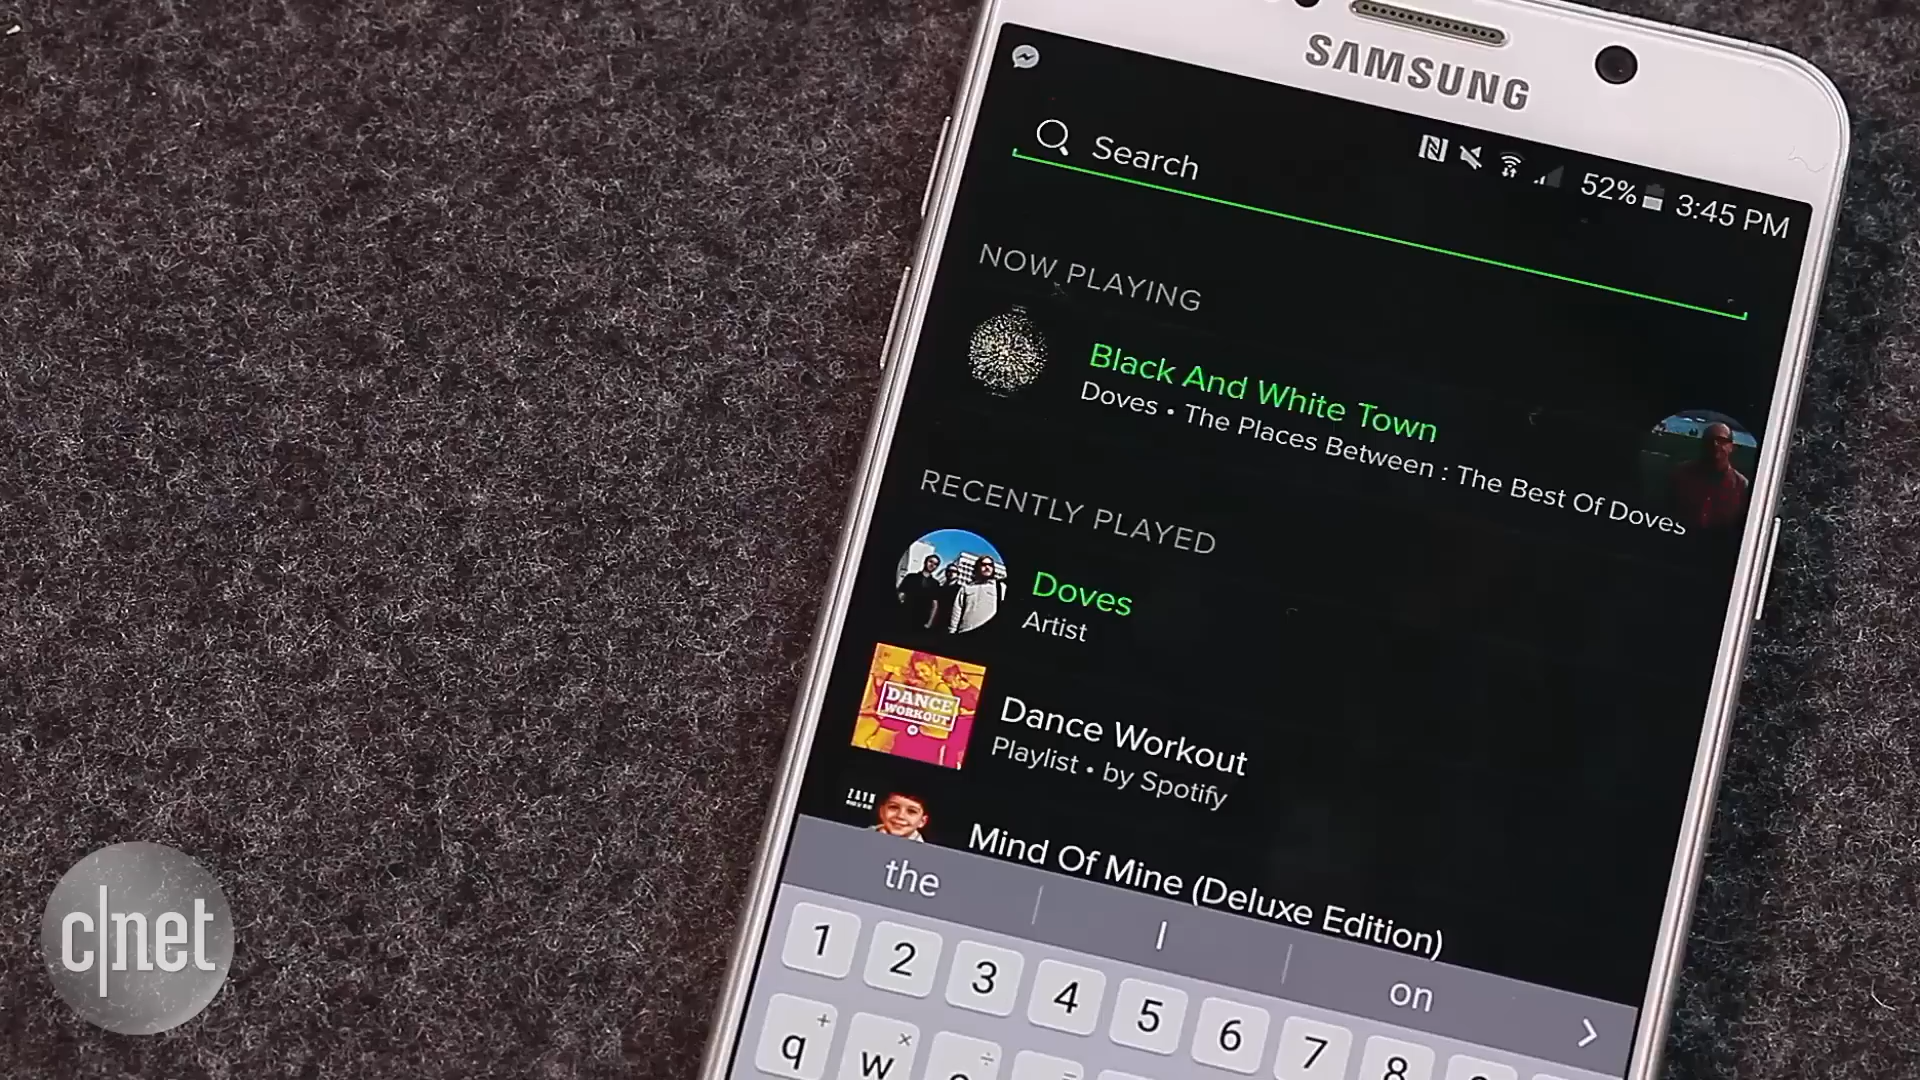 SAMSUNG
52% 3:45 PM
Search
NOW PLAYING
Black And White Town
Doves • The Places Between : The Best Of Doves
RECENTLY PLAYED
Doves
Artist
DANCE
WORKOUT
Dance Workout
Playlist • by Spotify
ZAYN
Mind Of Mine (Deluxe Edition)
the I on
1 2 3 4 5 6 7 8
q w
c|net